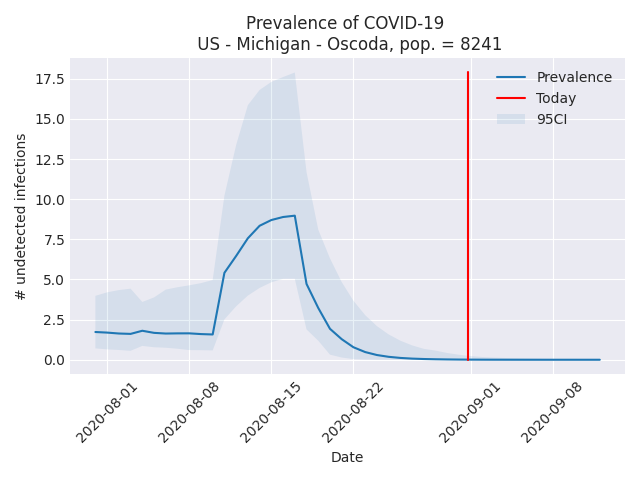 Prevalence of COVID-19
US - Michigan - Oscoda, pop. = 8241
17.5
15.0
12.5
10.0
7.5
5.0
2.5
0.0
# undetected infections
Prevalence
Today
95CI
2020-08-01
2020-08-08
2020-08-15
2020-08-22
2020-09-01
2020-09-08
Date